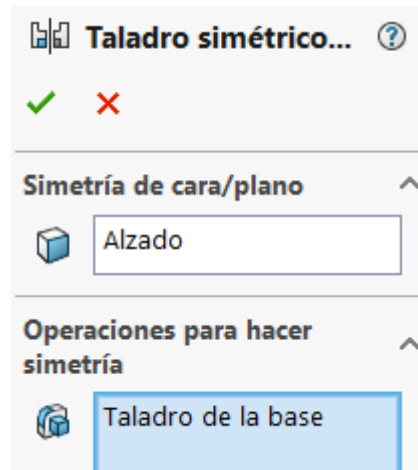 Taladro simétrico...
Simetría de cara/plano
Alzado
Operaciones para hacer
simetría
Taladro de la base